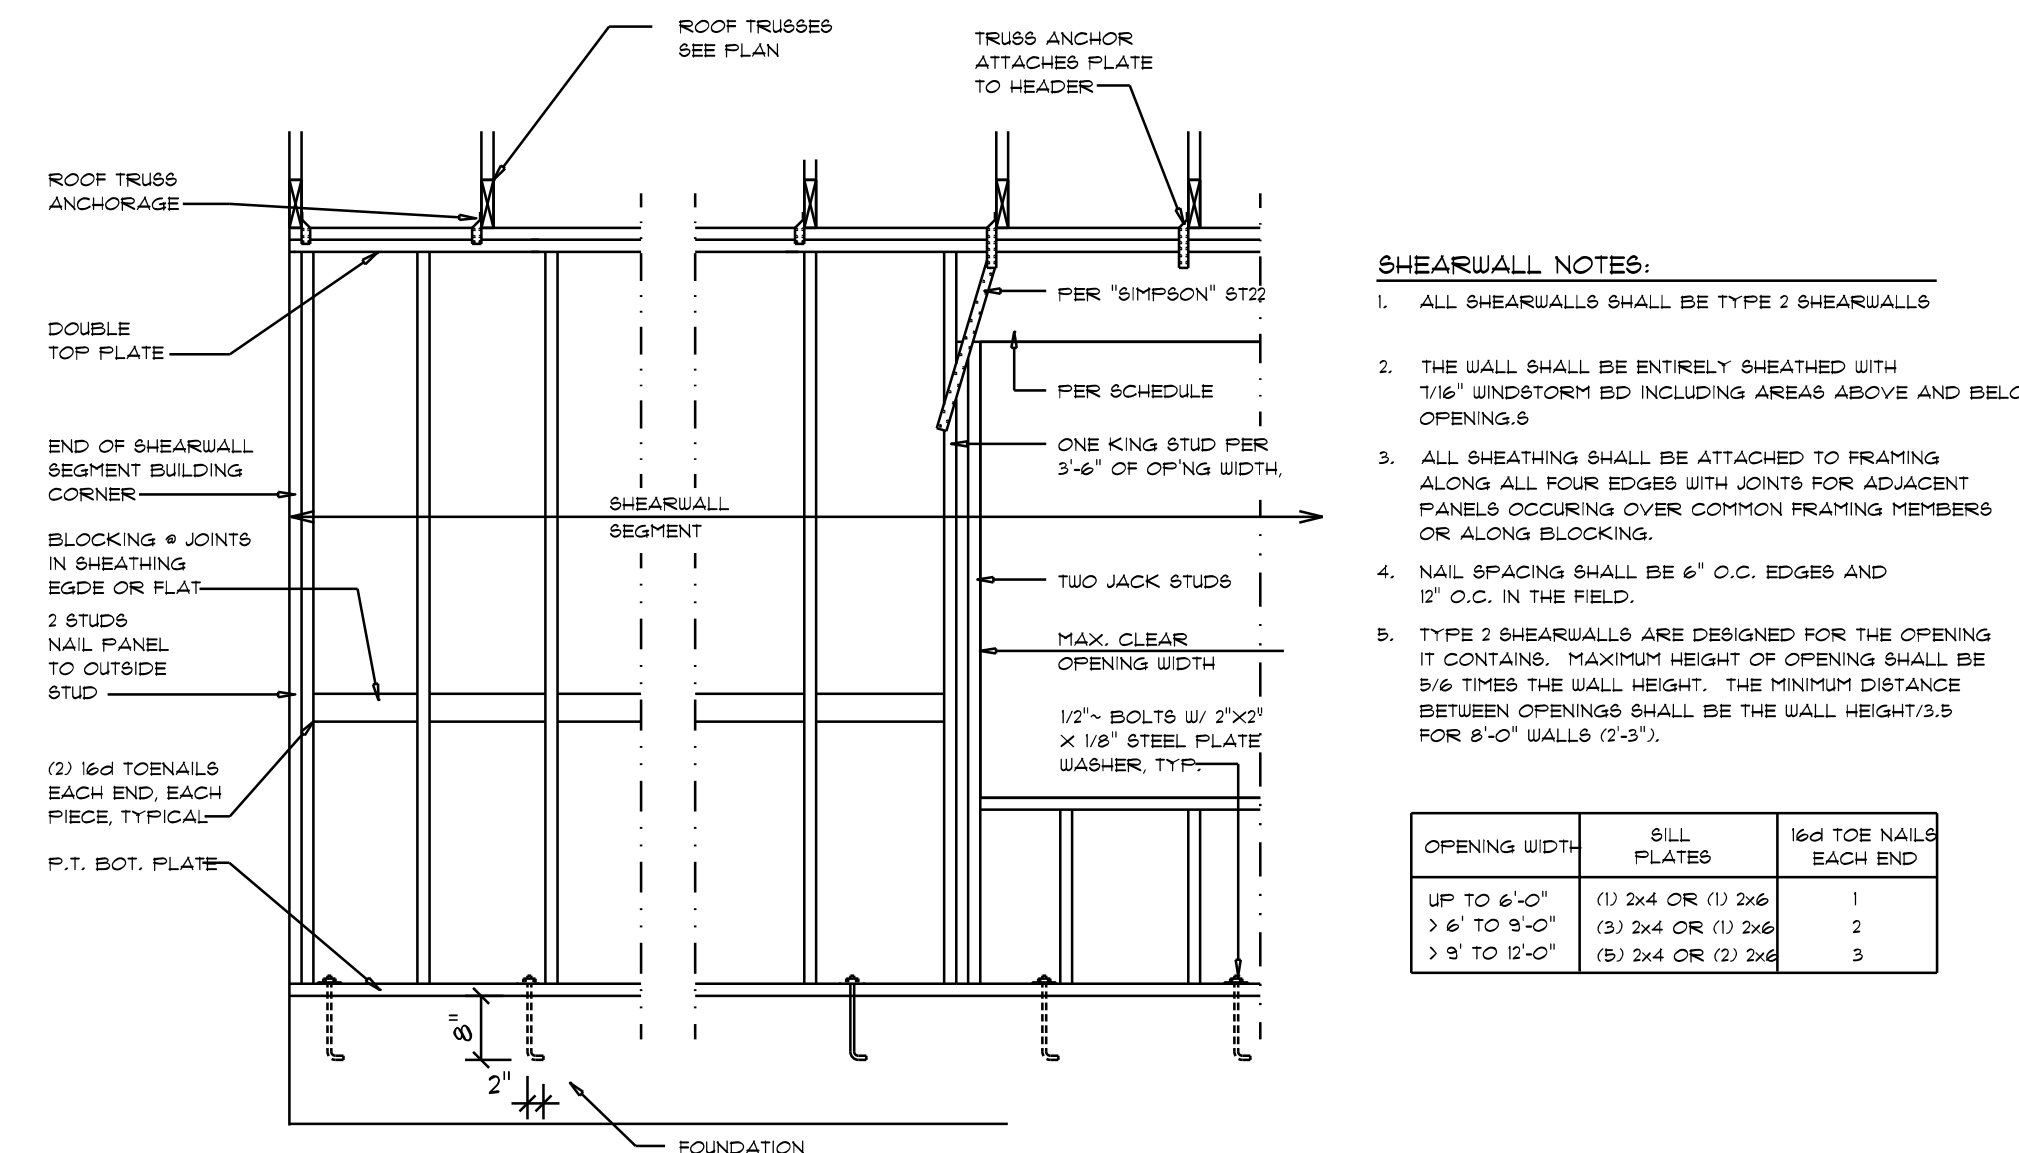 ROOF TRUSSES
SEE PLAN
TRUSS ANCHOR
ATTACHES PLATE
TO HEADER
ROOF TRUSS
ANCHORAGE
DOUBLE
TOP PLATE
END OF SHEARWALL
SEGMENT BUILDING
CORNER
BLOCKING @ JOINTS
IN SHEATHING
EGDE OR FLAT
2 STUDS
NAIL PANEL
TO OUTSIDE
STUD
(2) 16d TOENAILS
EACH END, EACH
PIECE, TYPICAL
P.T. BOT. PLATE
SHEARWALL
SEGMENT
PER "SIMPSON" ST22
PER SCHEDULE
ONE KING STUD PER
3'-6" OF OP'NG WIDTH,
TWO JACK STUDS
MAX. CLEAR
OPENING WIDTH
1/2"~ BOLTS W/ 2"X2"
X 1/8" STEEL PLATE
WASHER, TYP.
8"
2"
FOUNDATION
SHEARWALL NOTES:
1. ALL SHEARWALLS SHALL BE TYPE 2 SHEARWALLS
2. THE WALL SHALL BE ENTIRELY SHEATHED WITH
7/16" WINDSTORM BD INCLUDING AREAS ABOVE AND BELO
OPENING.S
3. ALL SHEATHING SHALL BE ATTACHED TO FRAMING
ALONG ALL FOUR EDGES WITH JOINTS FOR ADJACENT
PANELS OCCURING OVER COMMON FRAMING MEMBERS
OR ALONG BLOCKING.
4. NAIL SPACING SHALL BE 6" O.C. EDGES AND
12" O.C. IN THE FIELD.
5. TYPE 2 SHEARWALLS ARE DESIGNED FOR THE OPENING
IT CONTAINS. MAXIMUM HEIGHT OF OPENING SHALL BE
5/6 TIMES THE WALL HEIGHT. THE MINIMUM DISTANCE
BETWEEN OPENINGS SHALL BE THE WALL HEIGHT/3.5
FOR 8'-0" WALLS (2'-3").
OPENING WIDTH
SILL
PLATES
16d TOE NAILS
EACH END
UP TO 6'-0" (1) 2x4 OR (1) 2x6 1
> 6' TO 9'-0" (3) 2x4 OR (1) 2x6 2
> 9' TO 12'-0" (5) 2x4 OR (2) 2x6 3